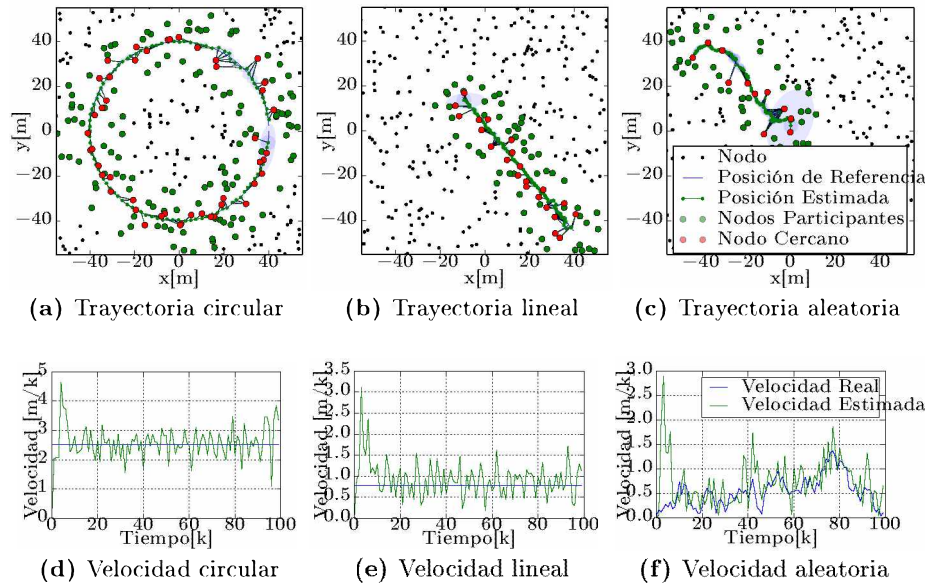 40
20
0
−20
−40
y[m]
−40 −20 0 20 40
x[m]
(a) Trayectoria circular
40
20
0
−20
−40
y[m]
−40 −20 0 20 40
x[m]
(b) Trayectoria lineal
40
20
0
−20
−40
y[m]
−40 −20 0 20 40
x[m]
Nodo
Posición de Referencia
Posición Estimada
Nodos Participantes
Nodo Cercano
(c) Trayectoria aleatoria
5
4
3
2
1
0
Velocidad [m/k]
0 20 40 60 80 100
Tiempo[k]
(d) Velocidad circular
3.5
3.0
2.5
2.0
1.5
1.0
0.5
0.0
Velocidad [m/k]
0 20 40 60 80 100
Tiempo[k]
(e) Velocidad lineal
3.0
2.5
2.0
1.5
1.0
0.5
0.0
Velocidad [m/k]
0 20 40 60 80 100
Tiempo[k]
Velocidad Real
Velocidad Estimada
(f) Velocidad aleatoria